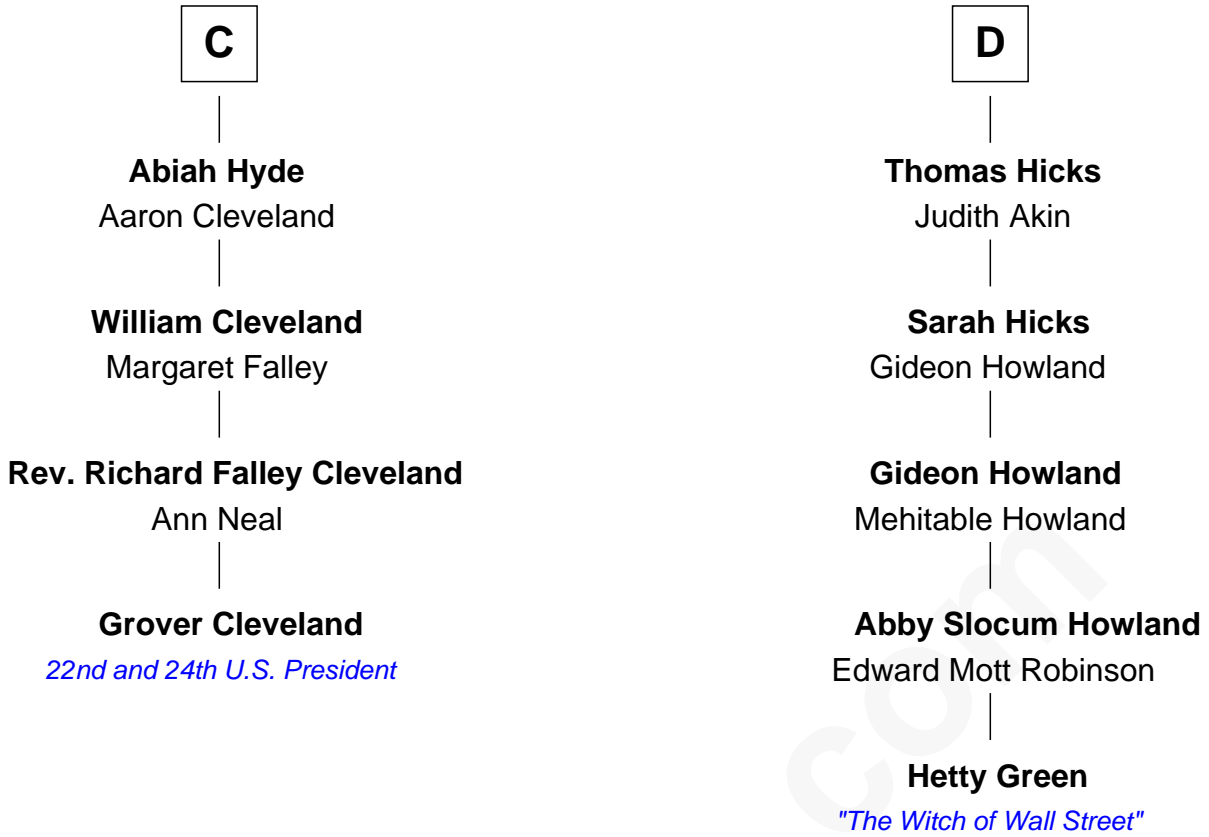 C
Abiah Hyde
Aaron Cleveland
William Cleveland
Margaret Falley
Rev. Richard Falley Cleveland
Ann Neal
Grover Cleveland
22nd and 24th U.S. President
D
Thomas Hicks
Judith Akin
Sarah Hicks
Gideon Howland
Gideon Howland
Mehitable Howland
Abby Slocum Howland
Edward Mott Robinson
Hetty Green
"The Witch of Wall Street"
com